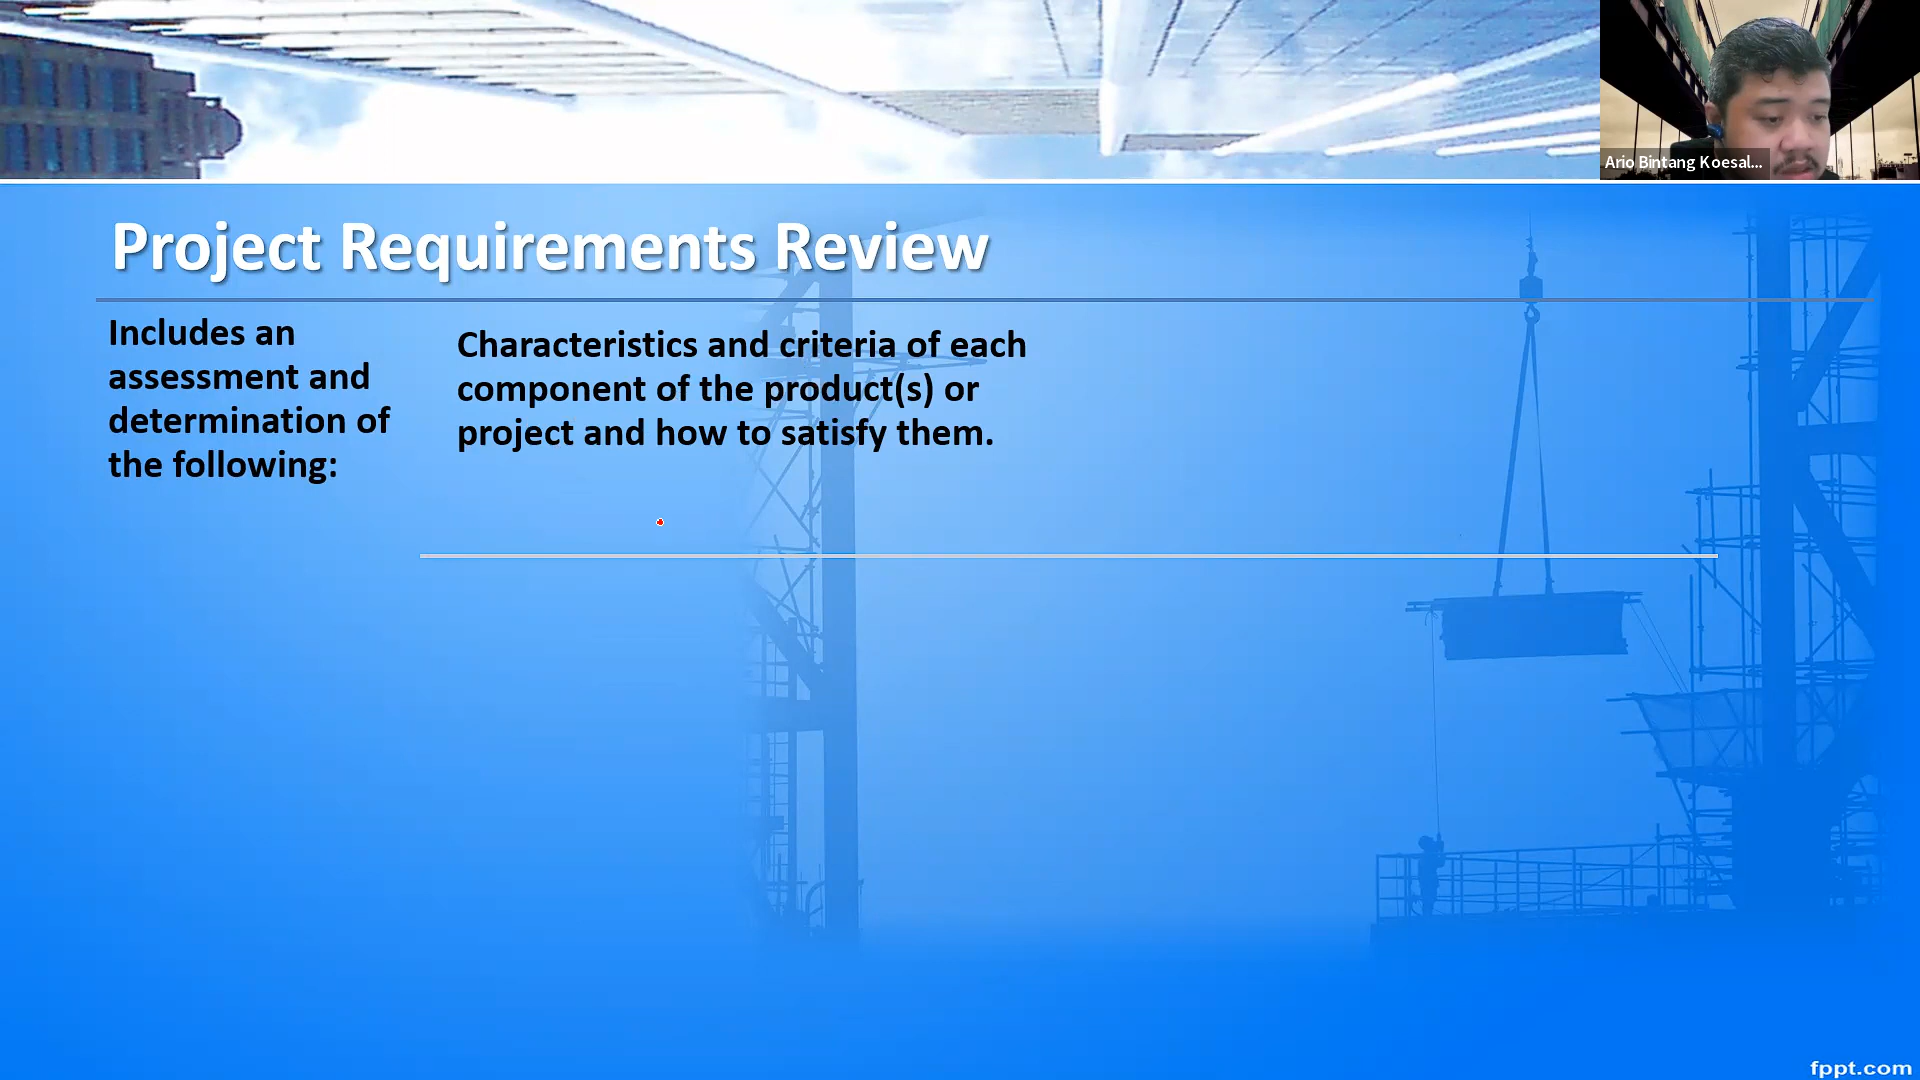 Ario Bintang Koesal...
Project Requirements Review
Includes an
assessment and
determination of
the following:
Characteristics and criteria of each
component of the product(s) or
project and how to satisfy them.
fppt.com